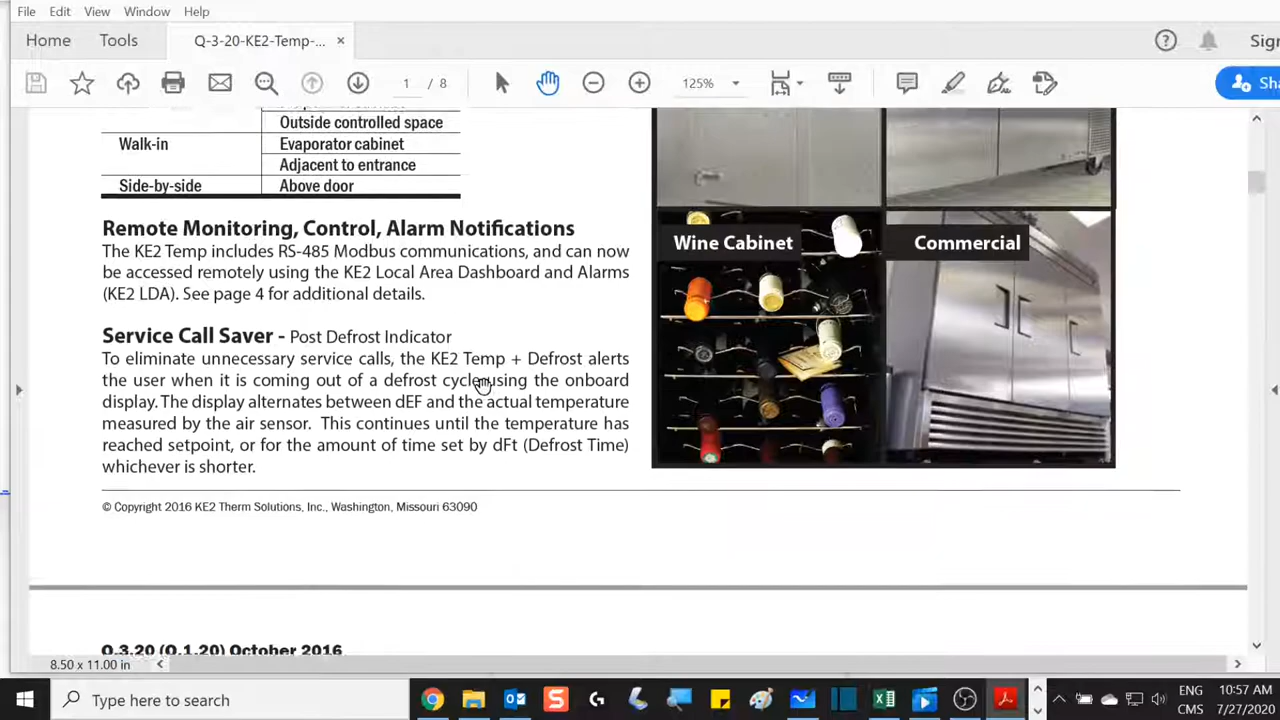 File Edit View Window Help
Home Tools Q-3-20-KE2-Temp-... × Sig
1 / 8 125% Sha
Outside controlled space
Walk-in Evaporator cabinet
Adjacent to entrance
Side-by-side Above door
Remote Monitoring, Control, Alarm Notifications
The KE2 Temp includes RS-485 Modbus communications, and can now
be accessed remotely using the KE2 Local Area Dashboard and Alarms
(KE2 LDA). See page 4 for additional details.
Service Call Saver - Post Defrost Indicator
To eliminate unnecessary service calls, the KE2 Temp + Defrost alerts
the user when it is coming out of a defrost cycle using the onboard
display. The display alternates between dEF and the actual temperature
measured by the air sensor. This continues until the temperature has
reached setpoint, or for the amount of time set by dFt (Defrost Time)
whichever is shorter.
Wine Cabinet Commercial
© Copyright 2016 KE2 Therm Solutions, Inc., Washington, Missouri 63090
Q.3.20 (Q.1.20) October 2016
8.50 x 11.00 in
Type here to search
ENG 10:57 AM
CMS 7/27/2020